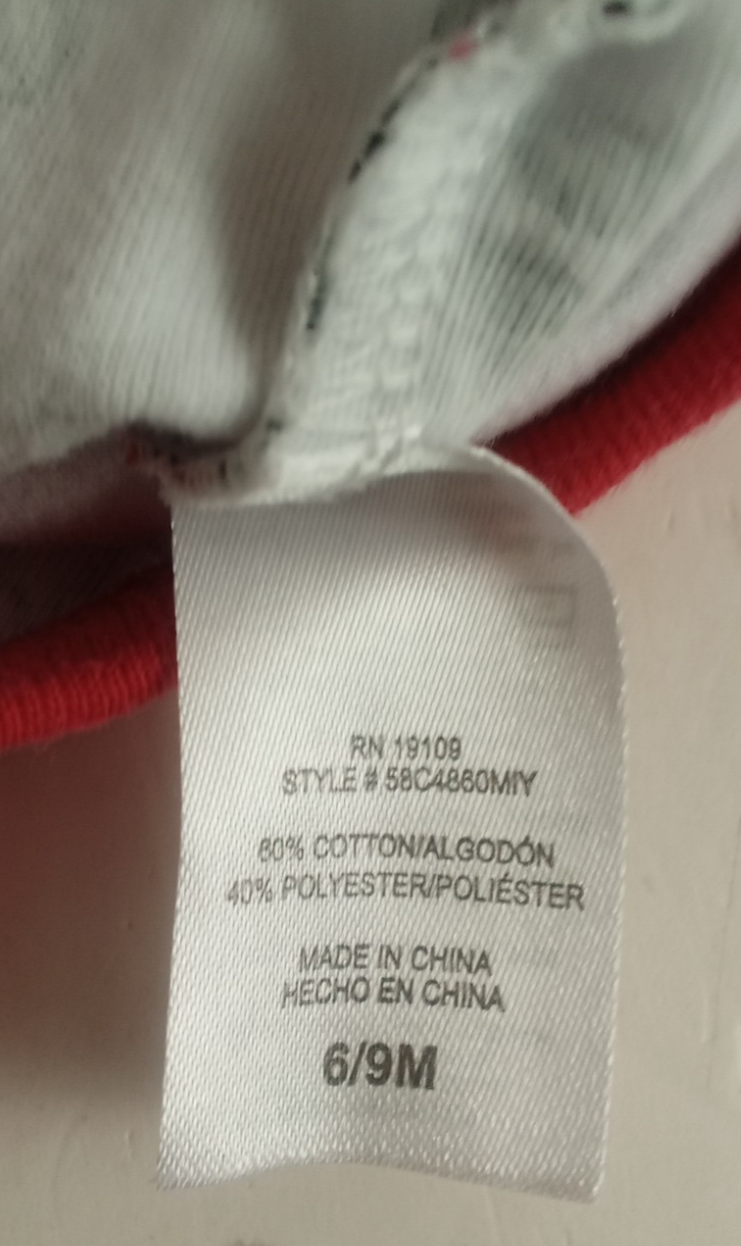 RN 19109
STYLE # 58C4860MIY
60% COTTON/ALGODÓN
40% POLYESTER/POLIÉSTER
MADE IN CHINA
HECHO EN CHINA
6/9M